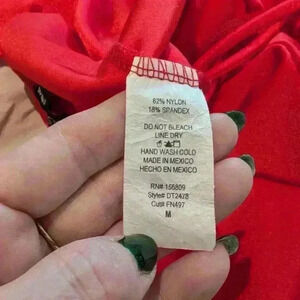 82% NYLON
18% SPANDEX
DO NOT BLEACH
LINE DRY
HAND WASH COLD
MADE IN MEXICO
HECHO EN MEXICO
RN# 156809
Style# DT2478
Cut# FN497
M